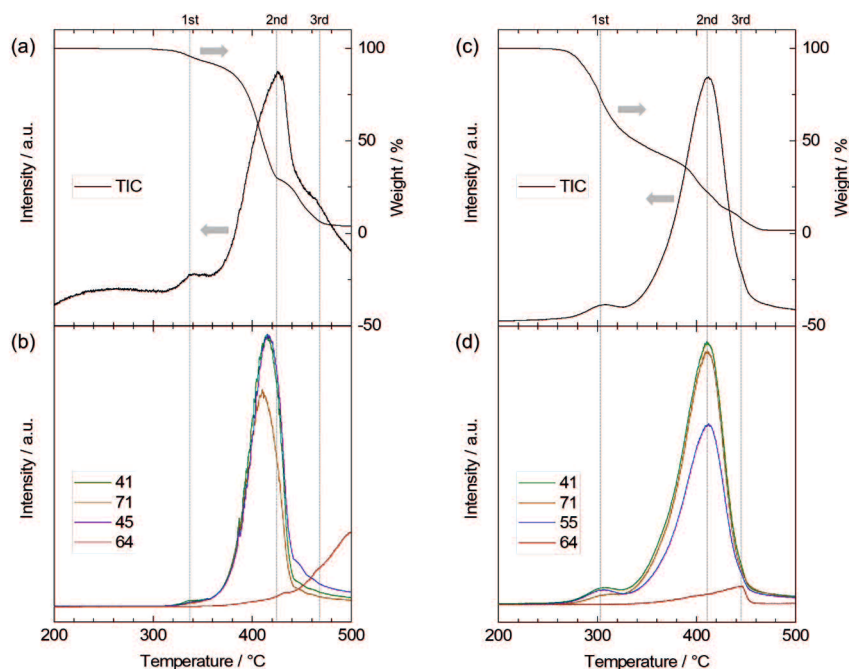 1st 2nd 3rd
(a)
100
50
0
-50
Intensity / a.u.
Weight / %
TIC
(b)
Intensity / a.u.
41
71
45
64
200 300 400 500
Temperature / °C
1st 2nd 3rd
(c)
100
50
0
-50
Intensity / a.u.
Weight / %
TIC
(d)
Intensity / a.u.
41
71
55
64
200 300 400 500
Temperature / °C